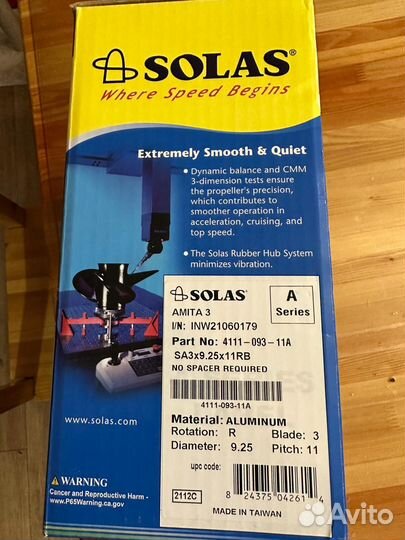 SOLAS®
Where Speed Begins
Extremely Smooth & Quiet
• Dynamic balance and CMM
3-dimension tests ensure
the propeller's precision,
which contributes to
smoother operation in
acceleration, cruising, and
top speed.
• The Solas Rubber Hub System
minimizes vibration.
SOLAS®
A
Series
AMITA 3
I/N: INW21060179
Part No: 4111-093-11A
SA3x9.25x11RB
NO SPACER REQUIRED
4111-093-11A
www.solas.com
Material: ALUMINUM
Rotation: R Blade: 3
Diameter: 9.25 Pitch: 11
upc code:
8 24375 04261 4
2112C
MADE IN TAIWAN
⚠WARNING
Cancer and Reproductive Harm -
www.P65Warning.ca.gov
Avito